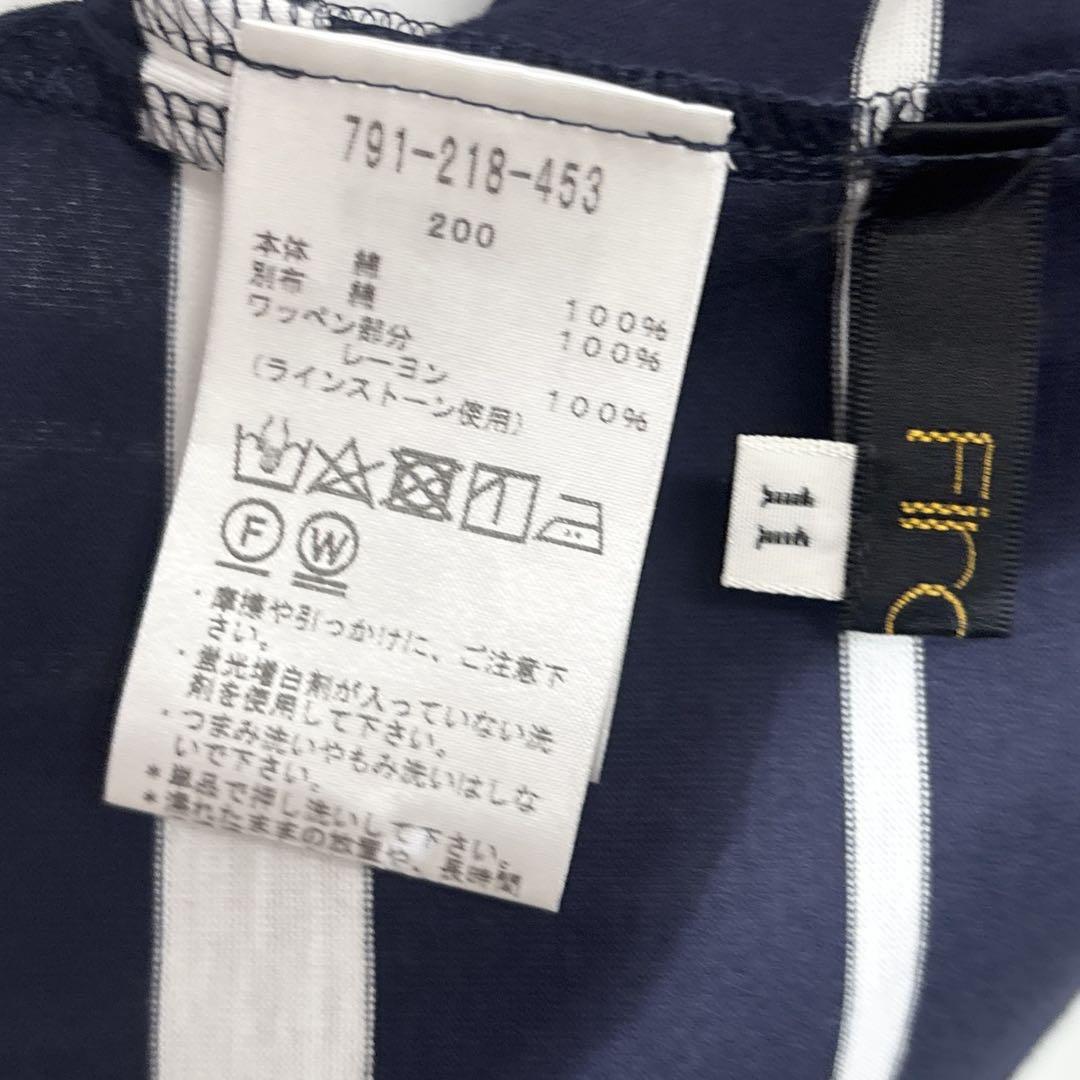 791-218-453
200
本体 綿 100%
別布 綿 100%
ワッペン部分
レーヨン 100%
(ラインストーン使用)
F W
・摩擦や引っかけに、ご注意下
さい。
・蛍光増白剤が入っていない洗
剤を使用して下さい。
・つまみ洗いやもみ洗いはしな
いで下さい。
*単品で押し洗いして下さい。
*濡れたままの放置や、長時間
11